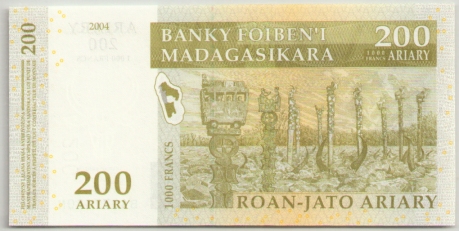 200
2004
BANKY FOIBEN'I
MADAGASIKARA
200
1000
FRANCS
ARIARY
1000 FRANCS
200
ARIARY
ROAN-JATO ARIARY